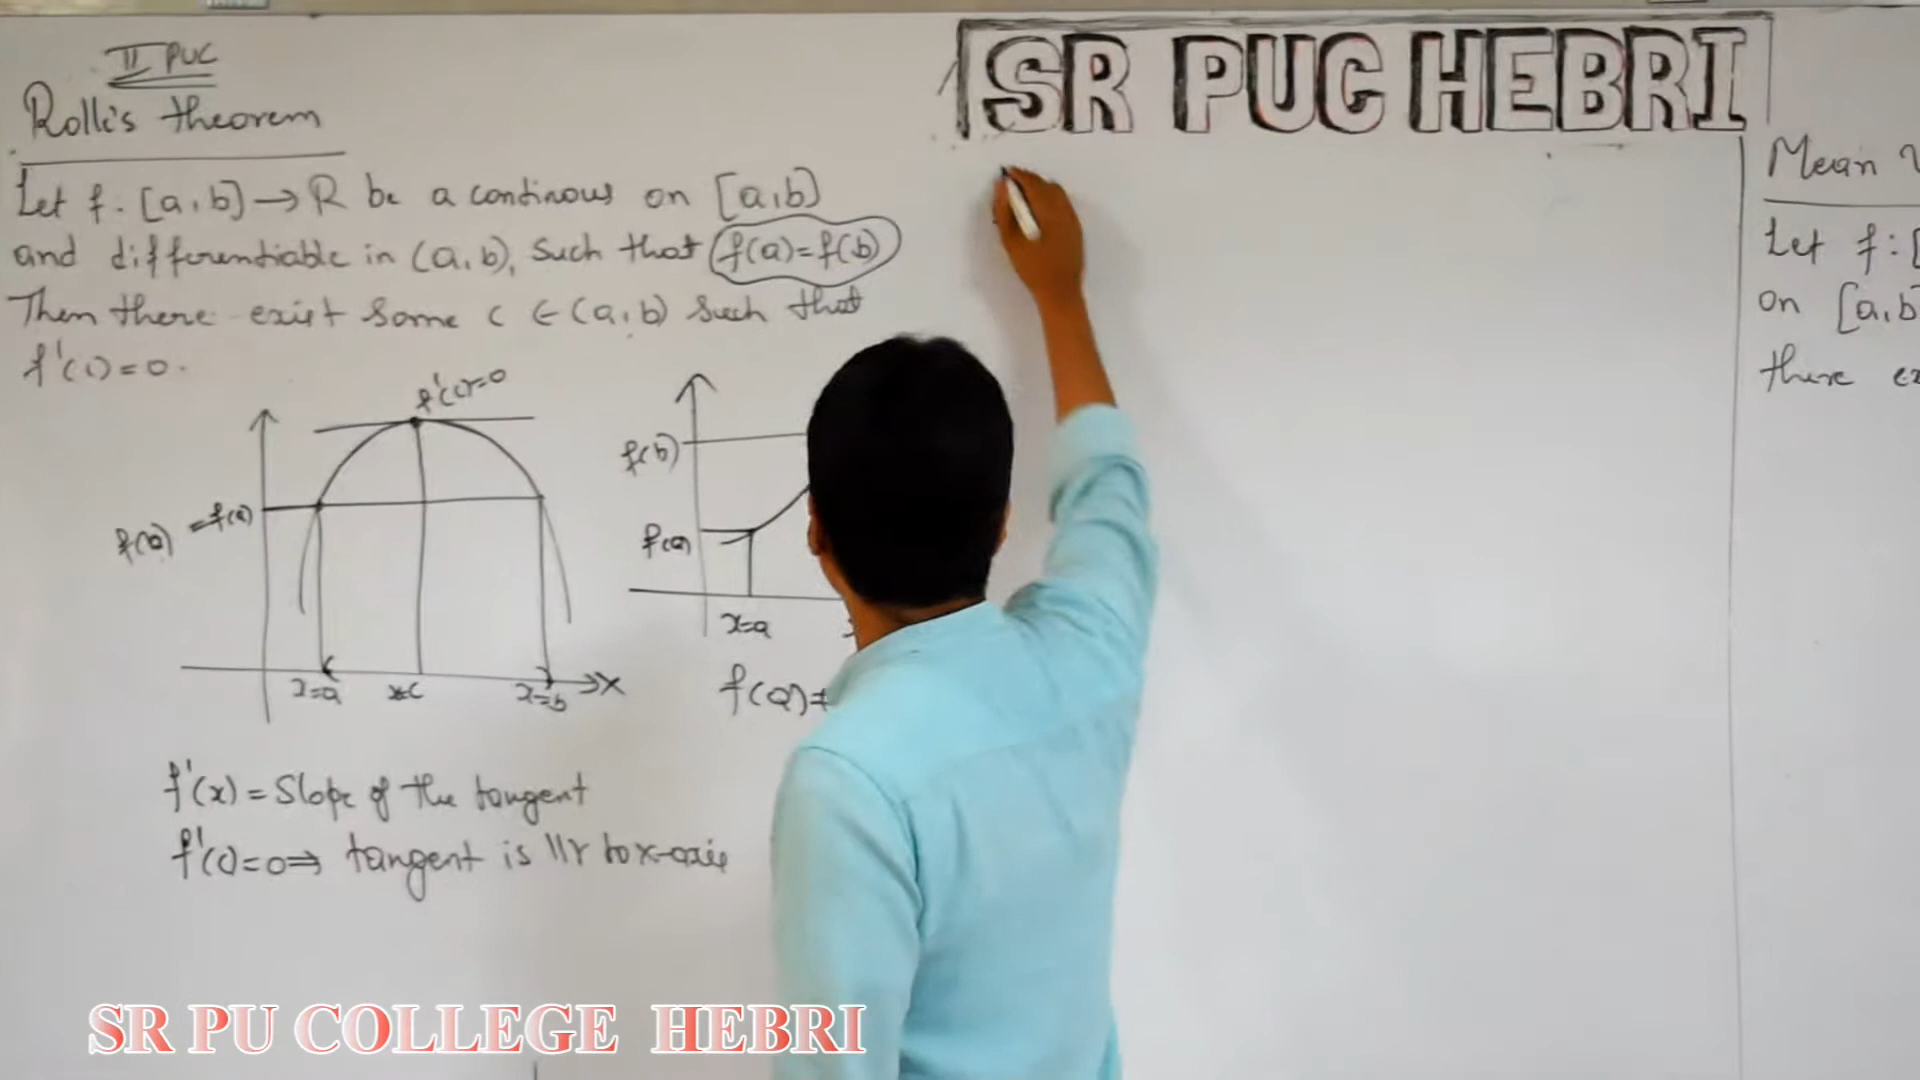 II PUC
Rolle's theorem
Let f: [a,b] → R be a continous on [a,b]
and differentiable in (a,b), such that f(a)=f(b)
Then there exist some c ∈ (a,b) such that
f'(c)=0.
f'(c)=0
f(b) =f(a)
x=a x=c x=b X
f'(x) = Slope of the tangent
f'(c)=0 ⇒ tangent is ||r to x-axis
f(b)
f(a)
x=a
f(a)≠
SR PUC HEBRI
Mean
Let f: [
on [a,b]
there ex
SR PU COLLEGE HEBRI